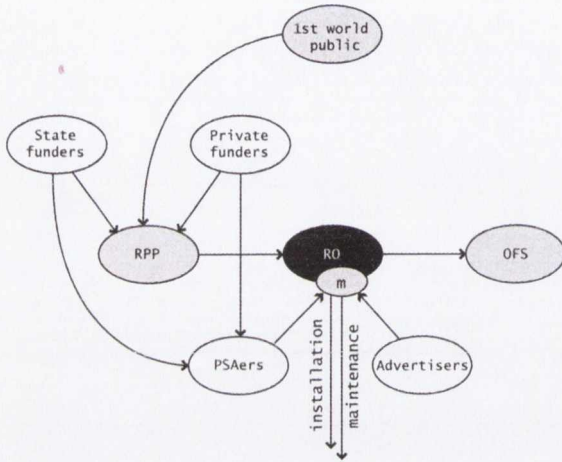 1st world
public
State
funders
Private
funders
RPP
RO
OFS
m
PSAers
Advertisers
installation
maintenance